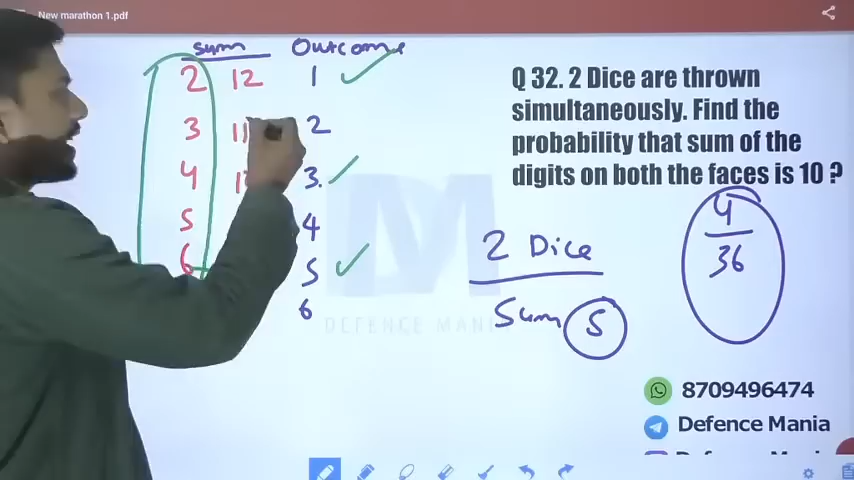 New marathon 1.pdf
sum Outcome
2 12 1
3 11 2
4 3.
5 4
6 5
6
Q 32. 2 Dice are thrown
simultaneously. Find the
probability that sum of the
digits on both the faces is 10 ?
4
36
2 Dice
Sum 5
DEFENCE MANI
8709496474
Defence Mania